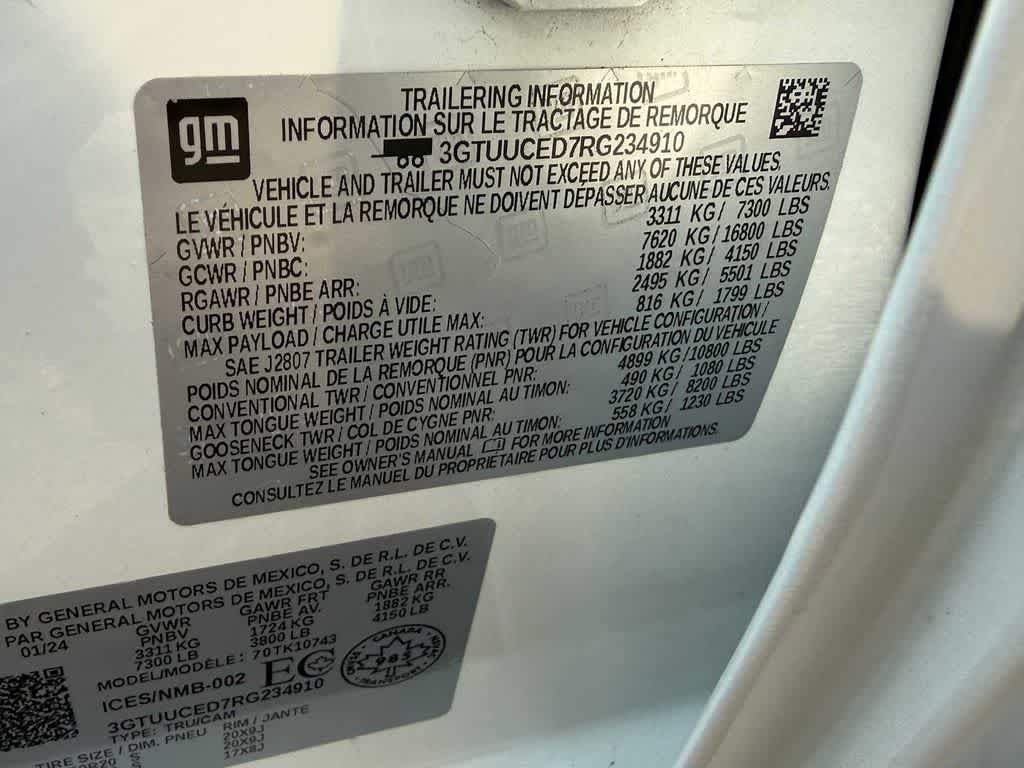 gm
TRAILERING INFORMATION
INFORMATION SUR LE TRACTAGE DE REMORQUE
3GTUUCED7RG234910
VEHICLE AND TRAILER MUST NOT EXCEED ANY OF THESE VALUES.
LE VÉHICULE ET LA REMORQUE NE DOIVENT DÉPASSER AUCUNE DE CES VALEURS.
GVWR / PNBV: 3311 KG/ 7300 LBS
GCWR / PNBC: 7620 KG/ 16800 LBS
RGAWR / PNBE ARR: 1882 KG/ 4150 LBS
CURB WEIGHT / POIDS À VIDE: 2495 KG/ 5501 LBS
MAX PAYLOAD / CHARGE UTILE MAX: 816 KG/ 1799 LBS
SAE J2807 TRAILER WEIGHT RATING (TWR) FOR VEHICLE CONFIGURATION /
POIDS NOMINAL DE LA REMORQUE (PNR) POUR LA CONFIGURATION DU VÉHICULE
CONVENTIONAL TWR / CONVENTIONNEL PNR: 4899 KG/10800 LBS
MAX TONGUE WEIGHT / POIDS NOMINAL AU TIMON: 490 KG/ 1080 LBS
GOOSENECK TWR / COL DE CYGNE PNR: 3720 KG/ 8200 LBS
MAX TONGUE WEIGHT / POIDS NOMINAL AU TIMON: 558 KG/ 1230 LBS
SEE OWNER'S MANUAL FOR MORE INFORMATION
CONSULTEZ LE MANUEL DU PROPRIÉTAIRE POUR PLUS D'INFORMATIONS.
BY GENERAL MOTORS DE MEXICO, S. DE R.L. DE C.V.
PAR GENERAL MOTORS DE MEXICO, S. DE R.L. DE C.V.
01/24 GVWR GAWR FRT GAWR RR
PNBV PNBE AV. PNBE ARR.
3311 KG 1724 KG 1882 KG
7300 LB 3800 LB 4150 LB
MODEL/MODÈLE: 70TK10743
ICES/NMB-002 EC
CANADA
982
TRANSPORT
3GTUUCED7RG234910
TYPE: TRU/CAM
TIRE SIZE / DIM. PNEU RIM / JANTE
20X9J
20X9J
17X8J